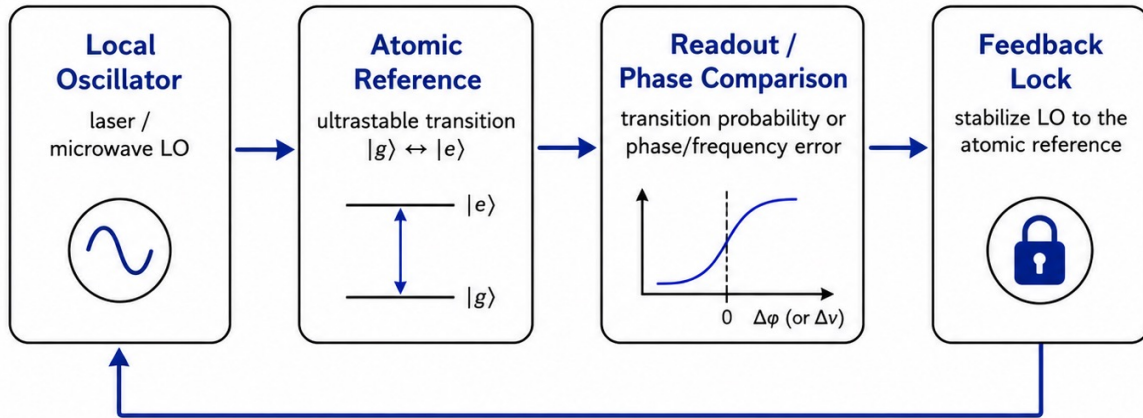 Local
Oscillator
laser /
microwave LO
Atomic
Reference
ultrastable transition
|g⟩ ↔ |e⟩
|e⟩
|g⟩
Readout /
Phase Comparison
transition probability or
phase/frequency error
0 Δφ (or Δν)
Feedback
Lock
stabilize LO to the
atomic reference